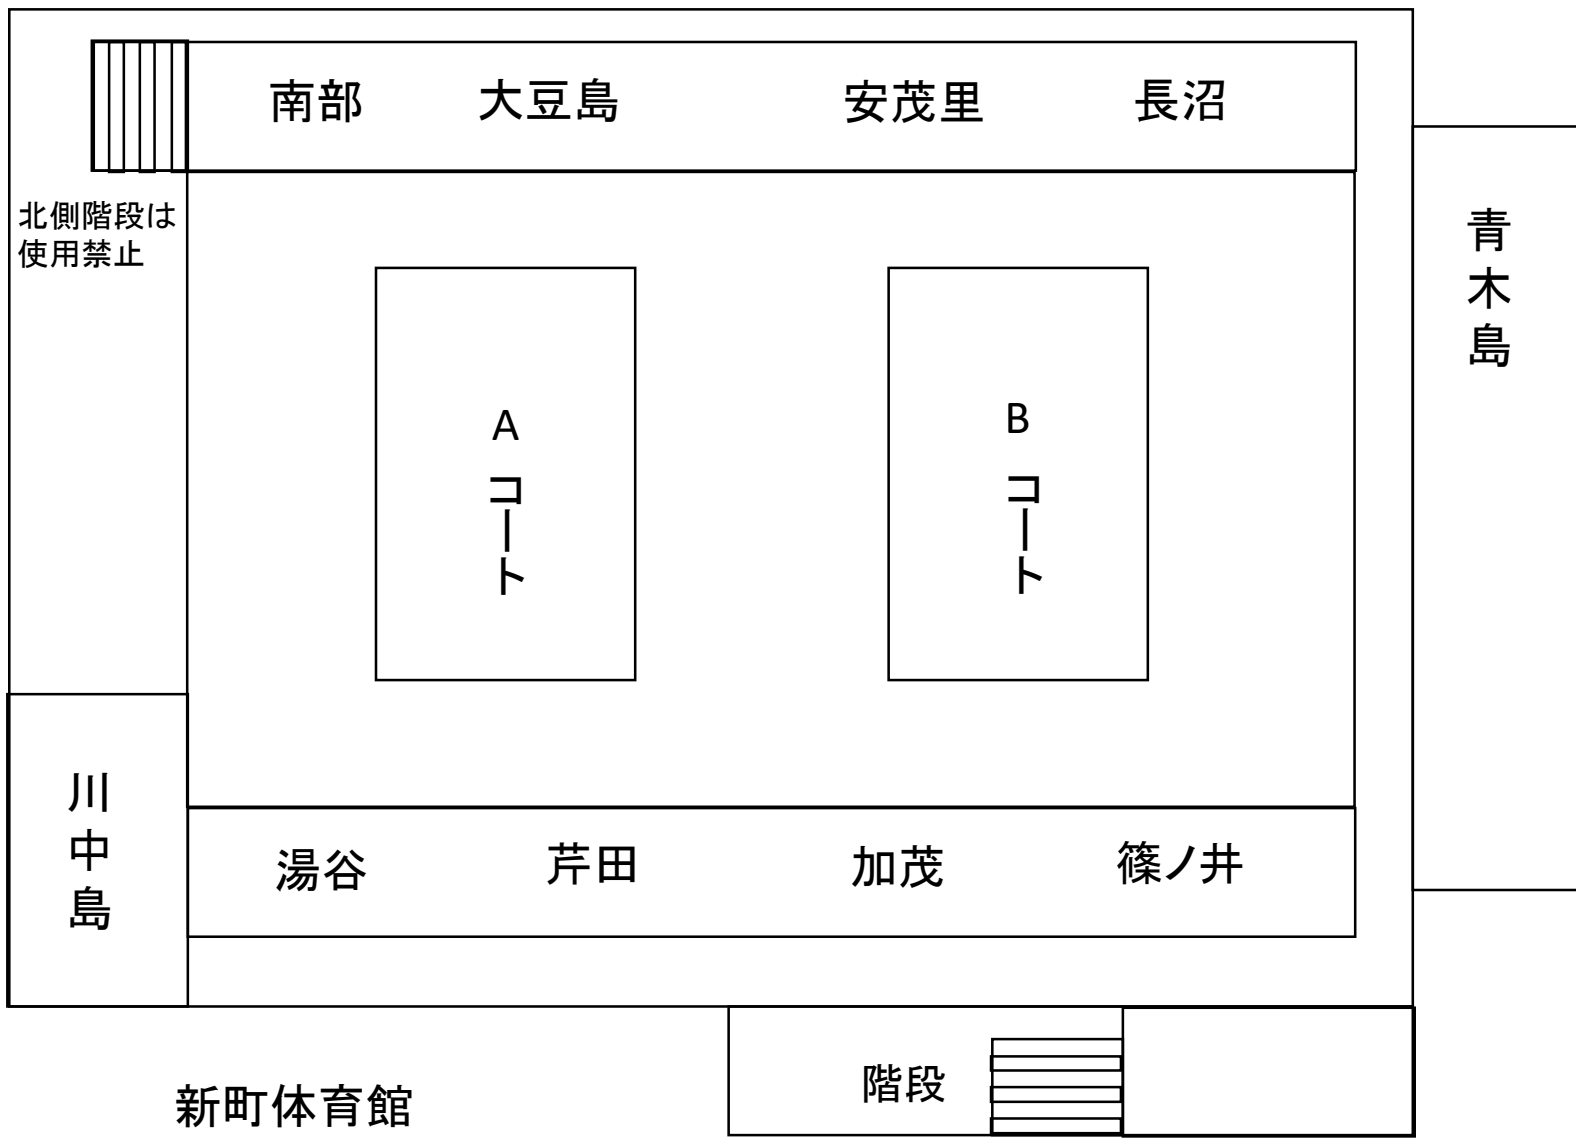 南部 大豆島 安茂里 長沼
北側階段は
使用禁止
青木島
Aコート
Bコート
川中島
湯谷 芹田 加茂 篠ノ井
階段
新町体育館